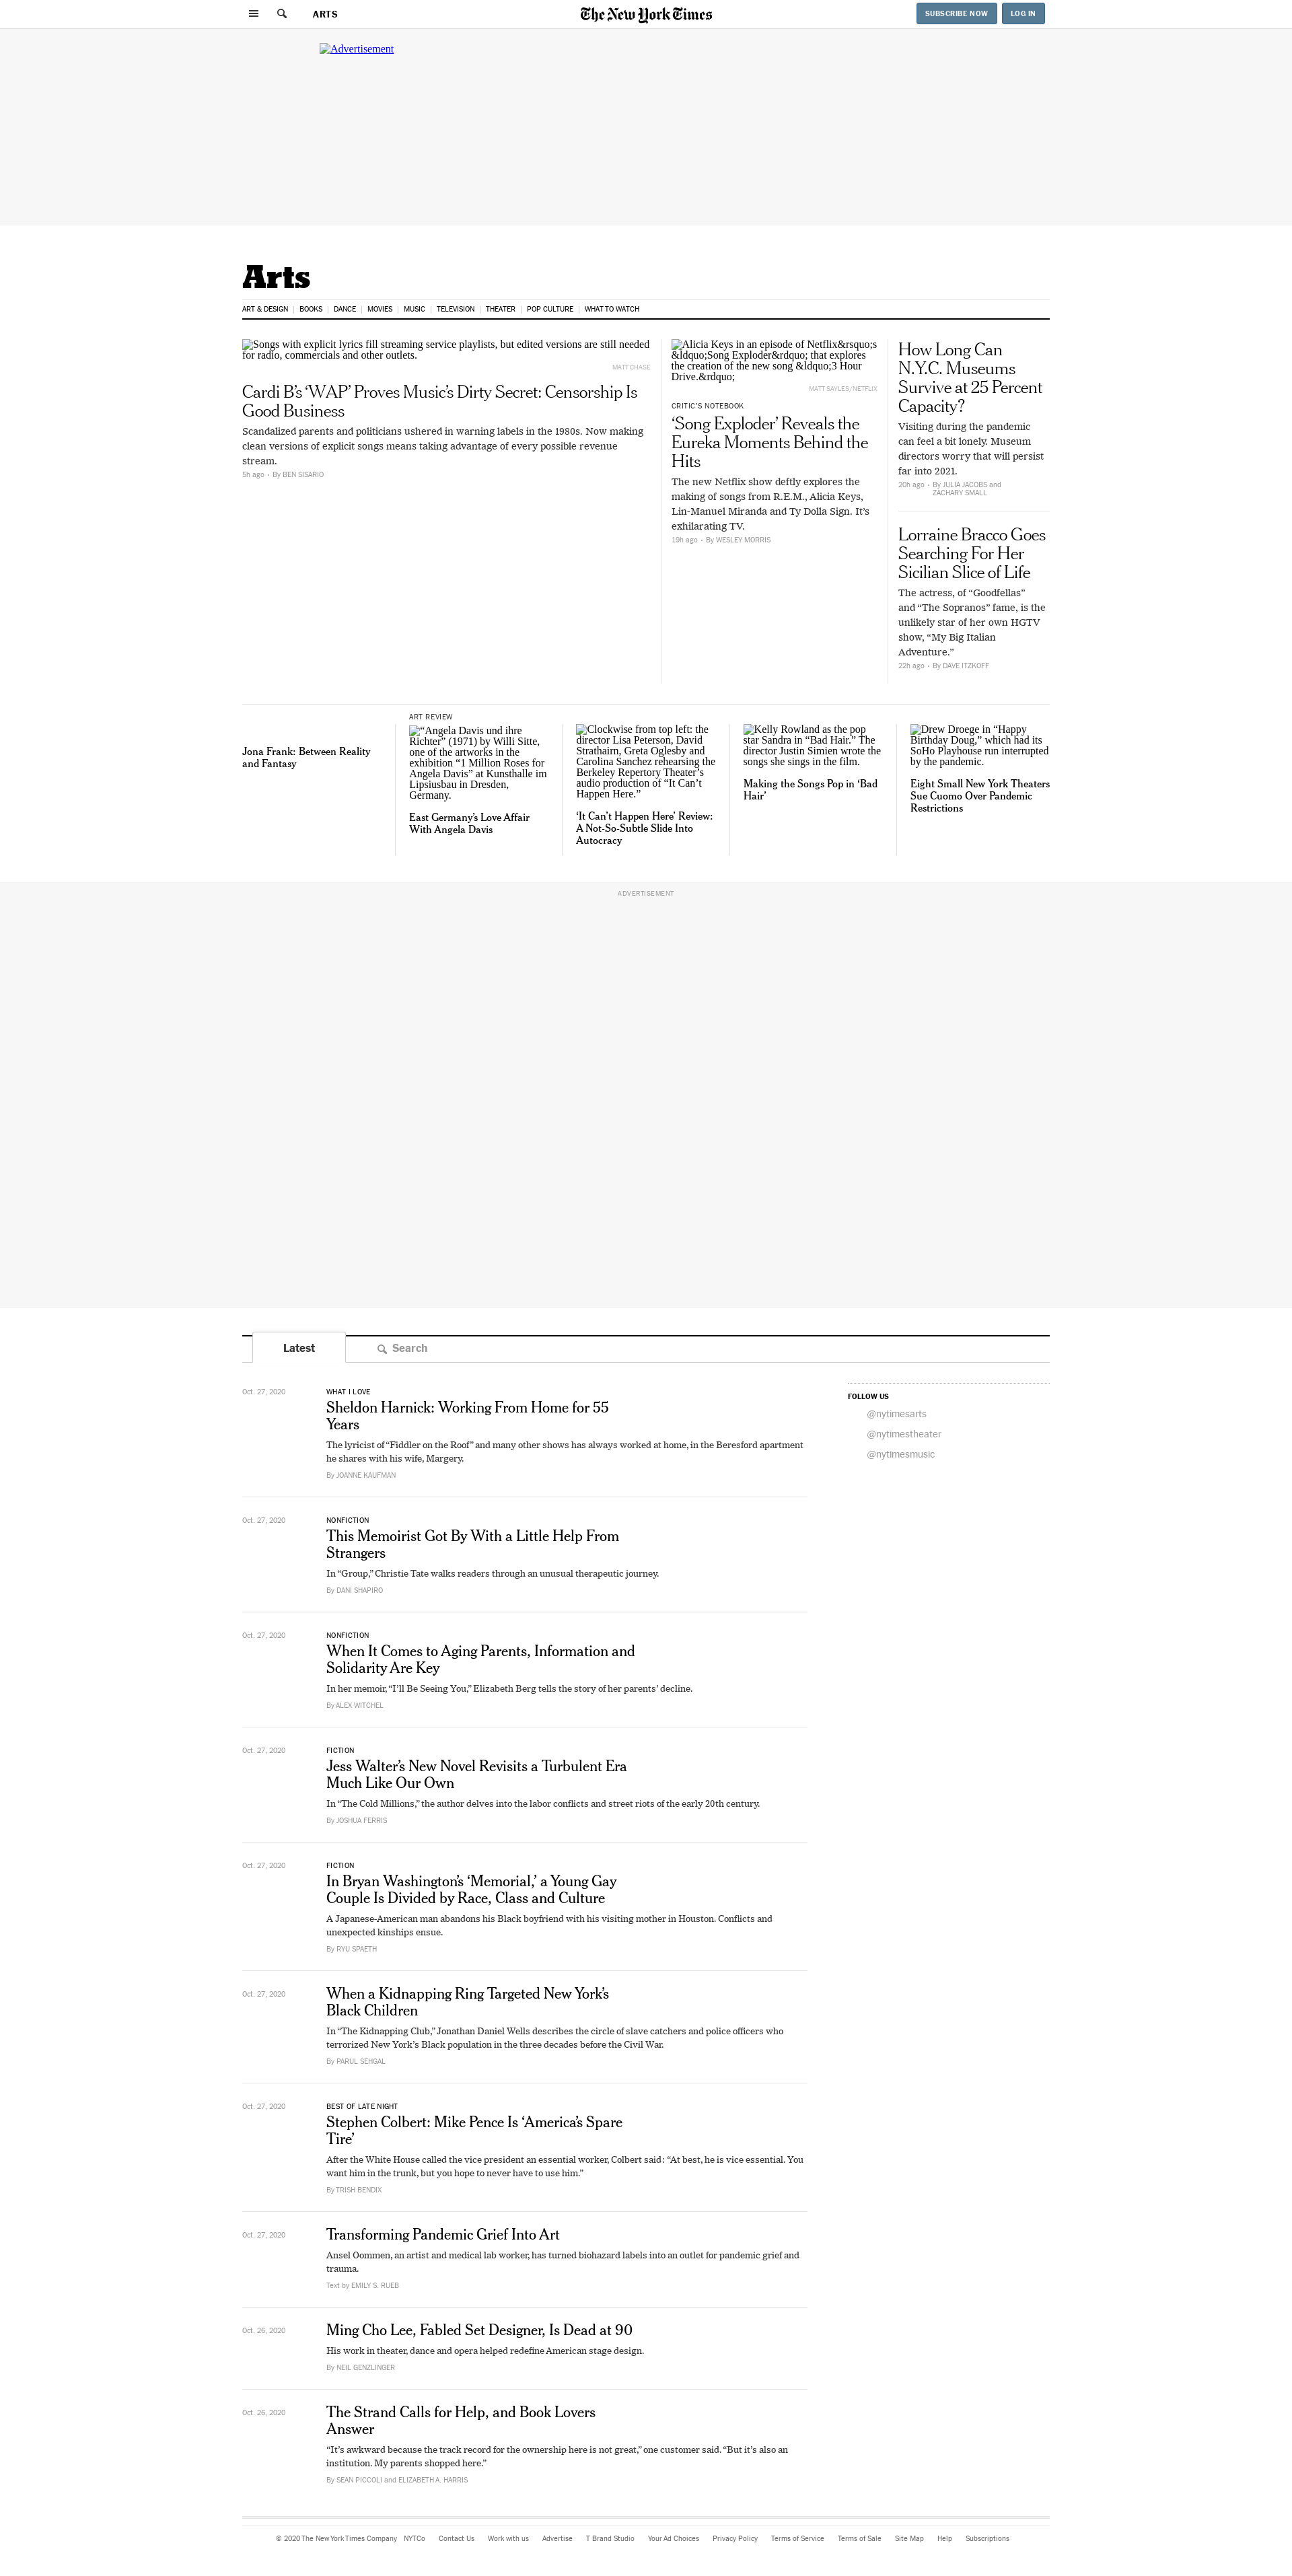 ARTS
The New York Times
SUBSCRIBE NOW
LOG IN
Advertisement
Arts
ART & DESIGN | BOOKS | DANCE | MOVIES | MUSIC | TELEVISION | THEATER | POP CULTURE | WHAT TO WATCH
Songs with explicit lyrics fill streaming service playlists, but edited versions are still needed
for radio, commercials and other outlets.
MATT CHASE
Cardi B’s ‘WAP’ Proves Music’s Dirty Secret: Censorship Is
Good Business
Scandalized parents and politicians ushered in warning labels in the 1980s. Now making
clean versions of explicit songs means taking advantage of every possible revenue
stream.
5h ago • By BEN SISARIO
Alicia Keys in an episode of Netflix&rsquo;s
&ldquo;Song Exploder&rdquo; that explores
the creation of the new song &ldquo;3 Hour
Drive.&rdquo;
MATT SAYLES/NETFLIX
CRITIC’S NOTEBOOK
‘Song Exploder’ Reveals the
Eureka Moments Behind the
Hits
The new Netflix show deftly explores the
making of songs from R.E.M., Alicia Keys,
Lin-Manuel Miranda and Ty Dolla Sign. It’s
exhilarating TV.
19h ago • By WESLEY MORRIS
How Long Can
N.Y.C. Museums
Survive at 25 Percent
Capacity?
Visiting during the pandemic
can feel a bit lonely. Museum
directors worry that will persist
far into 2021.
20h ago • By JULIA JACOBS and
ZACHARY SMALL
Lorraine Bracco Goes
Searching For Her
Sicilian Slice of Life
The actress, of “Goodfellas”
and “The Sopranos” fame, is the
unlikely star of her own HGTV
show, “My Big Italian
Adventure.”
22h ago • By DAVE ITZKOFF
Jona Frank: Between Reality
and Fantasy
ART REVIEW
“Angela Davis und ihre
Richter” (1971) by Willi Sitte,
one of the artworks in the
exhibition “1 Million Roses for
Angela Davis” at Kunsthalle im
Lipsiusbau in Dresden,
Germany.
East Germany’s Love Affair
With Angela Davis
Clockwise from top left: the
director Lisa Peterson, David
Strathairn, Greta Oglesby and
Carolina Sanchez rehearsing the
Berkeley Repertory Theater’s
audio production of “It Can’t
Happen Here.”
‘It Can’t Happen Here’ Review:
A Not-So-Subtle Slide Into
Autocracy
Kelly Rowland as the pop
star Sandra in “Bad Hair.” The
director Justin Simien wrote the
songs she sings in the film.
Making the Songs Pop in ‘Bad
Hair’
Drew Droege in “Happy
Birthday Doug,” which had its
SoHo Playhouse run interrupted
by the pandemic.
Eight Small New York Theaters
Sue Cuomo Over Pandemic
Restrictions
ADVERTISEMENT
Latest
Search
Oct. 27, 2020
WHAT I LOVE
Sheldon Harnick: Working From Home for 55
Years
The lyricist of “Fiddler on the Roof” and many other shows has always worked at home, in the Beresford apartment
he shares with his wife, Margery.
By JOANNE KAUFMAN
FOLLOW US
@nytimesarts
@nytimestheater
@nytimesmusic
Oct. 27, 2020
NONFICTION
This Memoirist Got By With a Little Help From
Strangers
In “Group,” Christie Tate walks readers through an unusual therapeutic journey.
By DANI SHAPIRO
Oct. 27, 2020
NONFICTION
When It Comes to Aging Parents, Information and
Solidarity Are Key
In her memoir, “I’ll Be Seeing You,” Elizabeth Berg tells the story of her parents’ decline.
By ALEX WITCHEL
Oct. 27, 2020
FICTION
Jess Walter’s New Novel Revisits a Turbulent Era
Much Like Our Own
In “The Cold Millions,” the author delves into the labor conflicts and street riots of the early 20th century.
By JOSHUA FERRIS
Oct. 27, 2020
FICTION
In Bryan Washington’s ‘Memorial,’ a Young Gay
Couple Is Divided by Race, Class and Culture
A Japanese-American man abandons his Black boyfriend with his visiting mother in Houston. Conflicts and
unexpected kinships ensue.
By RYU SPAETH
Oct. 27, 2020
When a Kidnapping Ring Targeted New York’s
Black Children
In “The Kidnapping Club,” Jonathan Daniel Wells describes the circle of slave catchers and police officers who
terrorized New York’s Black population in the three decades before the Civil War.
By PARUL SEHGAL
Oct. 27, 2020
BEST OF LATE NIGHT
Stephen Colbert: Mike Pence Is ‘America’s Spare
Tire’
After the White House called the vice president an essential worker, Colbert said: “At best, he is vice essential. You
want him in the trunk, but you hope to never have to use him.”
By TRISH BENDIX
Oct. 27, 2020
Transforming Pandemic Grief Into Art
Ansel Oommen, an artist and medical lab worker, has turned biohazard labels into an outlet for pandemic grief and
trauma.
Text by EMILY S. RUEB
Oct. 26, 2020
Ming Cho Lee, Fabled Set Designer, Is Dead at 90
His work in theater, dance and opera helped redefine American stage design.
By NEIL GENZLINGER
Oct. 26, 2020
The Strand Calls for Help, and Book Lovers
Answer
“It’s awkward because the track record for the ownership here is not great,” one customer said. “But it’s also an
institution. My parents shopped here.”
By SEAN PICCOLI and ELIZABETH A. HARRIS
© 2020 The New York Times Company NYTCo Contact Us Work with us Advertise T Brand Studio Your Ad Choices Privacy Policy Terms of Service Terms of Sale Site Map Help Subscriptions